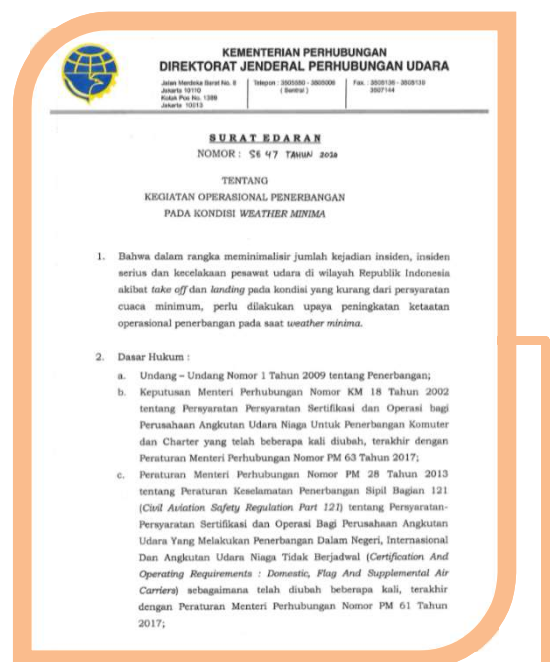 KEMENTERIAN PERHUBUNGAN
DIREKTORAT JENDERAL PERHUBUNGAN UDARA
Jalan Merdeka Barat No. 8
Jakarta 10110
Kotak Pos No. 1389
Jakarta 10013
Telepon : 3505550 - 3505006
( Sentral )
Fax. : 3505136 - 3505139
3507144
SURAT EDARAN
NOMOR : SE 47 TAHUN 2020
TENTANG
KEGIATAN OPERASIONAL PENERBANGAN
PADA KONDISI WEATHER MINIMA
1. Bahwa dalam rangka meminimalisir jumlah kejadian insiden, insiden
serius dan kecelakaan pesawat udara di wilayah Republik Indonesia
akibat take off dan landing pada kondisi yang kurang dari persyaratan
cuaca minimum, perlu dilakukan upaya peningkatan ketaatan
operasional penerbangan pada saat weather minima.
2. Dasar Hukum :
a. Undang – Undang Nomor 1 Tahun 2009 tentang Penerbangan;
b. Keputusan Menteri Perhubungan Nomor KM 18 Tahun 2002
tentang Persyaratan Persyaratan Sertifikasi dan Operasi bagi
Perusahaan Angkutan Udara Niaga Untuk Penerbangan Komuter
dan Charter yang telah beberapa kali diubah, terakhir dengan
Peraturan Menteri Perhubungan Nomor PM 63 Tahun 2017;
c. Peraturan Menteri Perhubungan Nomor PM 28 Tahun 2013
tentang Peraturan Keselamatan Penerbangan Sipil Bagian 121
(Civil Aviation Safety Regulation Part 121) tentang Persyaratan-
Persyaratan Sertifikasi dan Operasi Bagi Perusahaan Angkutan
Udara Yang Melakukan Penerbangan Dalam Negeri, Internasional
Dan Angkutan Udara Niaga Tidak Berjadwal (Certification And
Operating Requirements : Domestic, Flag And Supplemental Air
Carriers) sebagaimana telah diubah beberapa kali, terakhir
dengan Peraturan Menteri Perhubungan Nomor PM 61 Tahun
2017;